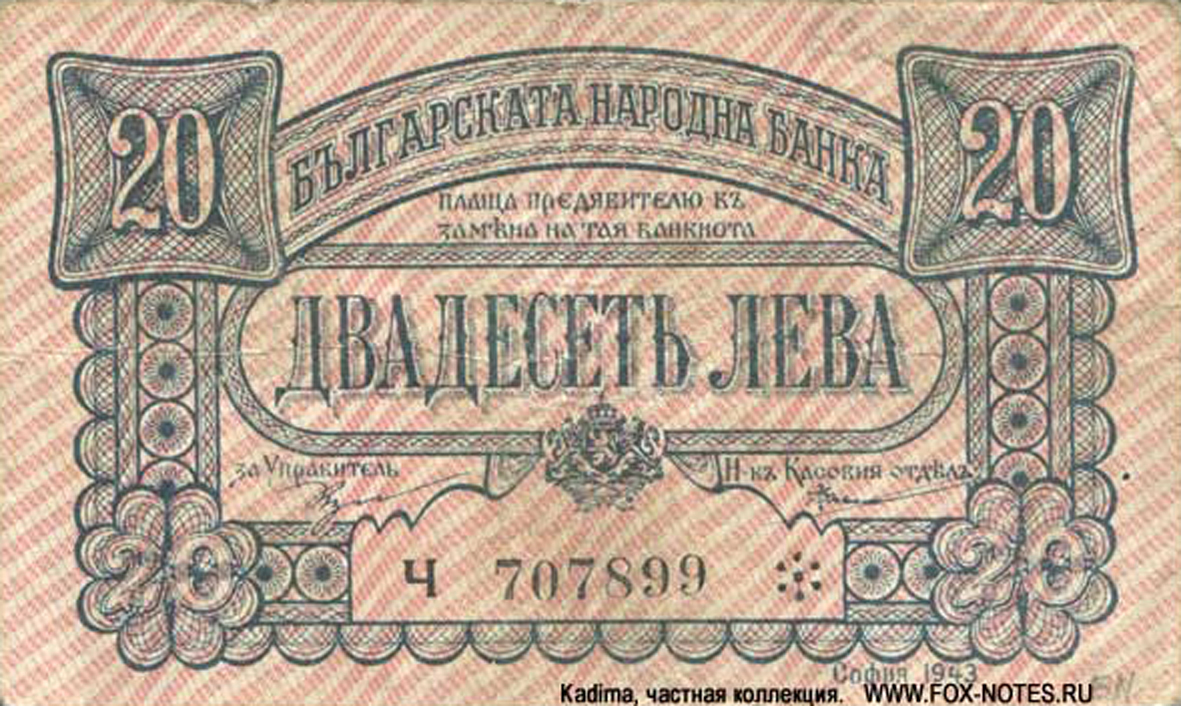 20 БЪЛГАРСКАТА НАРОДНА БАНКА 20
ПЛАЩА ПРЕДЯВИТЕЛЮ КЪ
ЗАМѢНА НА ТАЯ БАНКНОТА
ДВАДЕСЕТЬ ЛЕВА
за Управитель
Н-къ Касовия отдѣлъ
20 20
Ч 707899
София 1943
Kadima, частная коллекция. WWW.FOX-NOTES.RU